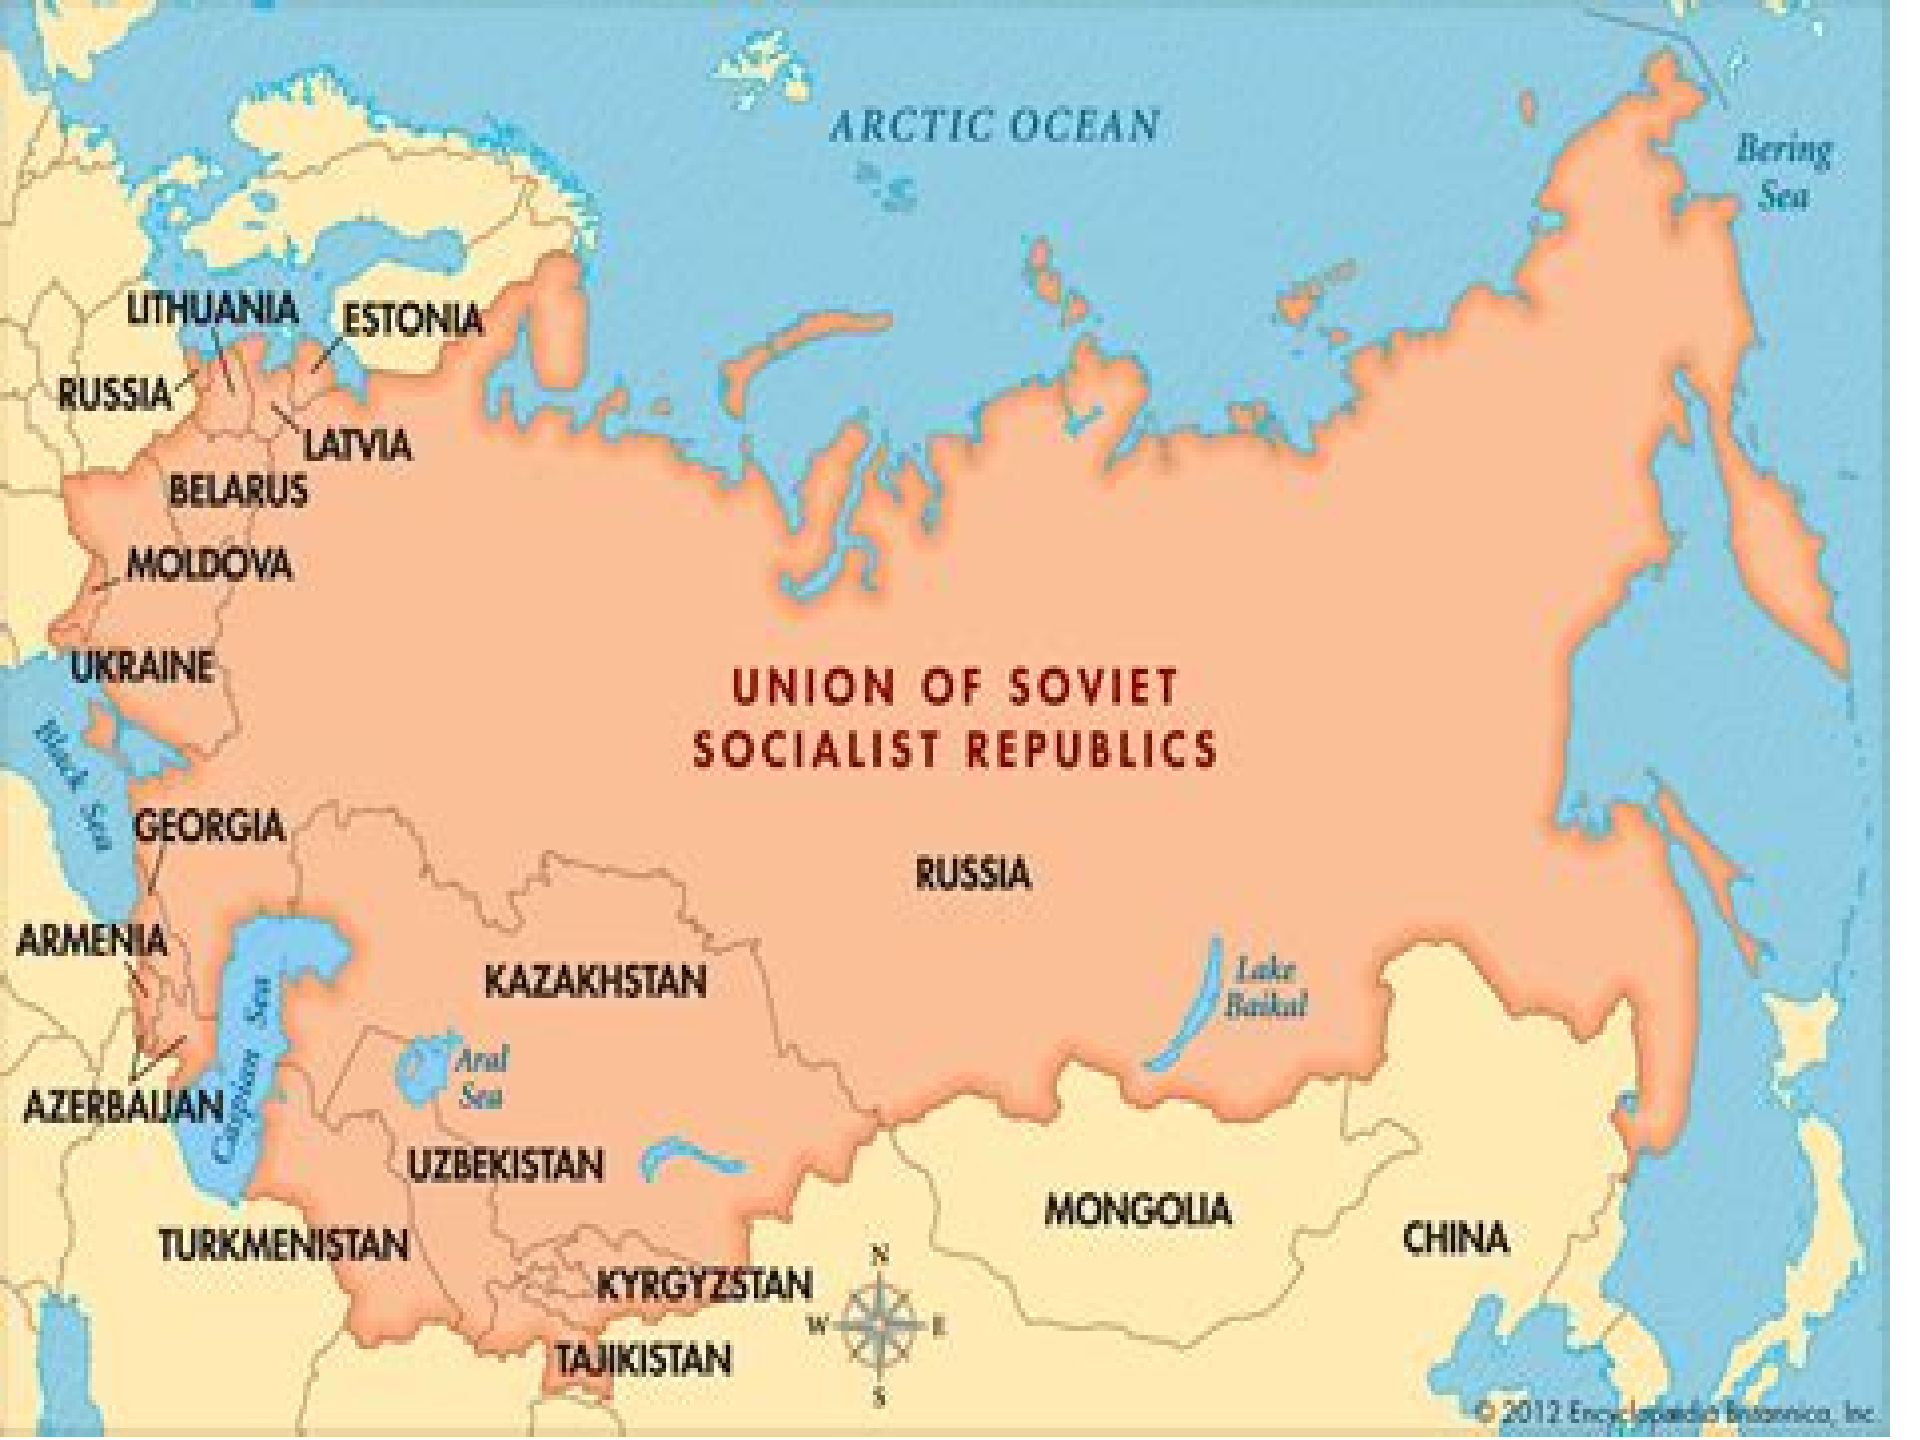 ARCTIC OCEAN
Bering
Sea
LITHUANIA
ESTONIA
RUSSIA
LATVIA
BELARUS
MOLDOVA
UKRAINE
UNION OF SOVIET
SOCIALIST REPUBLICS
Black Sea
GEORGIA
RUSSIA
ARMENIA
KAZAKHSTAN
Lake
Baikal
Caspian Sea
Aral
Sea
AZERBAIJAN
UZBEKISTAN
MONGOLIA
CHINA
TURKMENISTAN
KYRGYZSTAN
TAJIKISTAN
N
W E
S
© 2012 Encyclopædia Britannica, Inc.